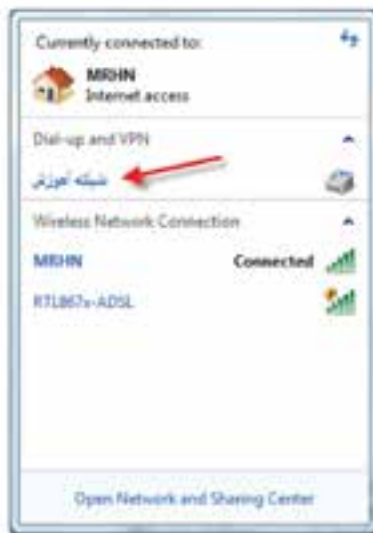 Currently connected to:
MRHN
Internet access
Dial-up and VPN
شبکه آموزش
Wireless Network Connection
MRHN Connected
RTL867x-ADSL
Open Network and Sharing Center